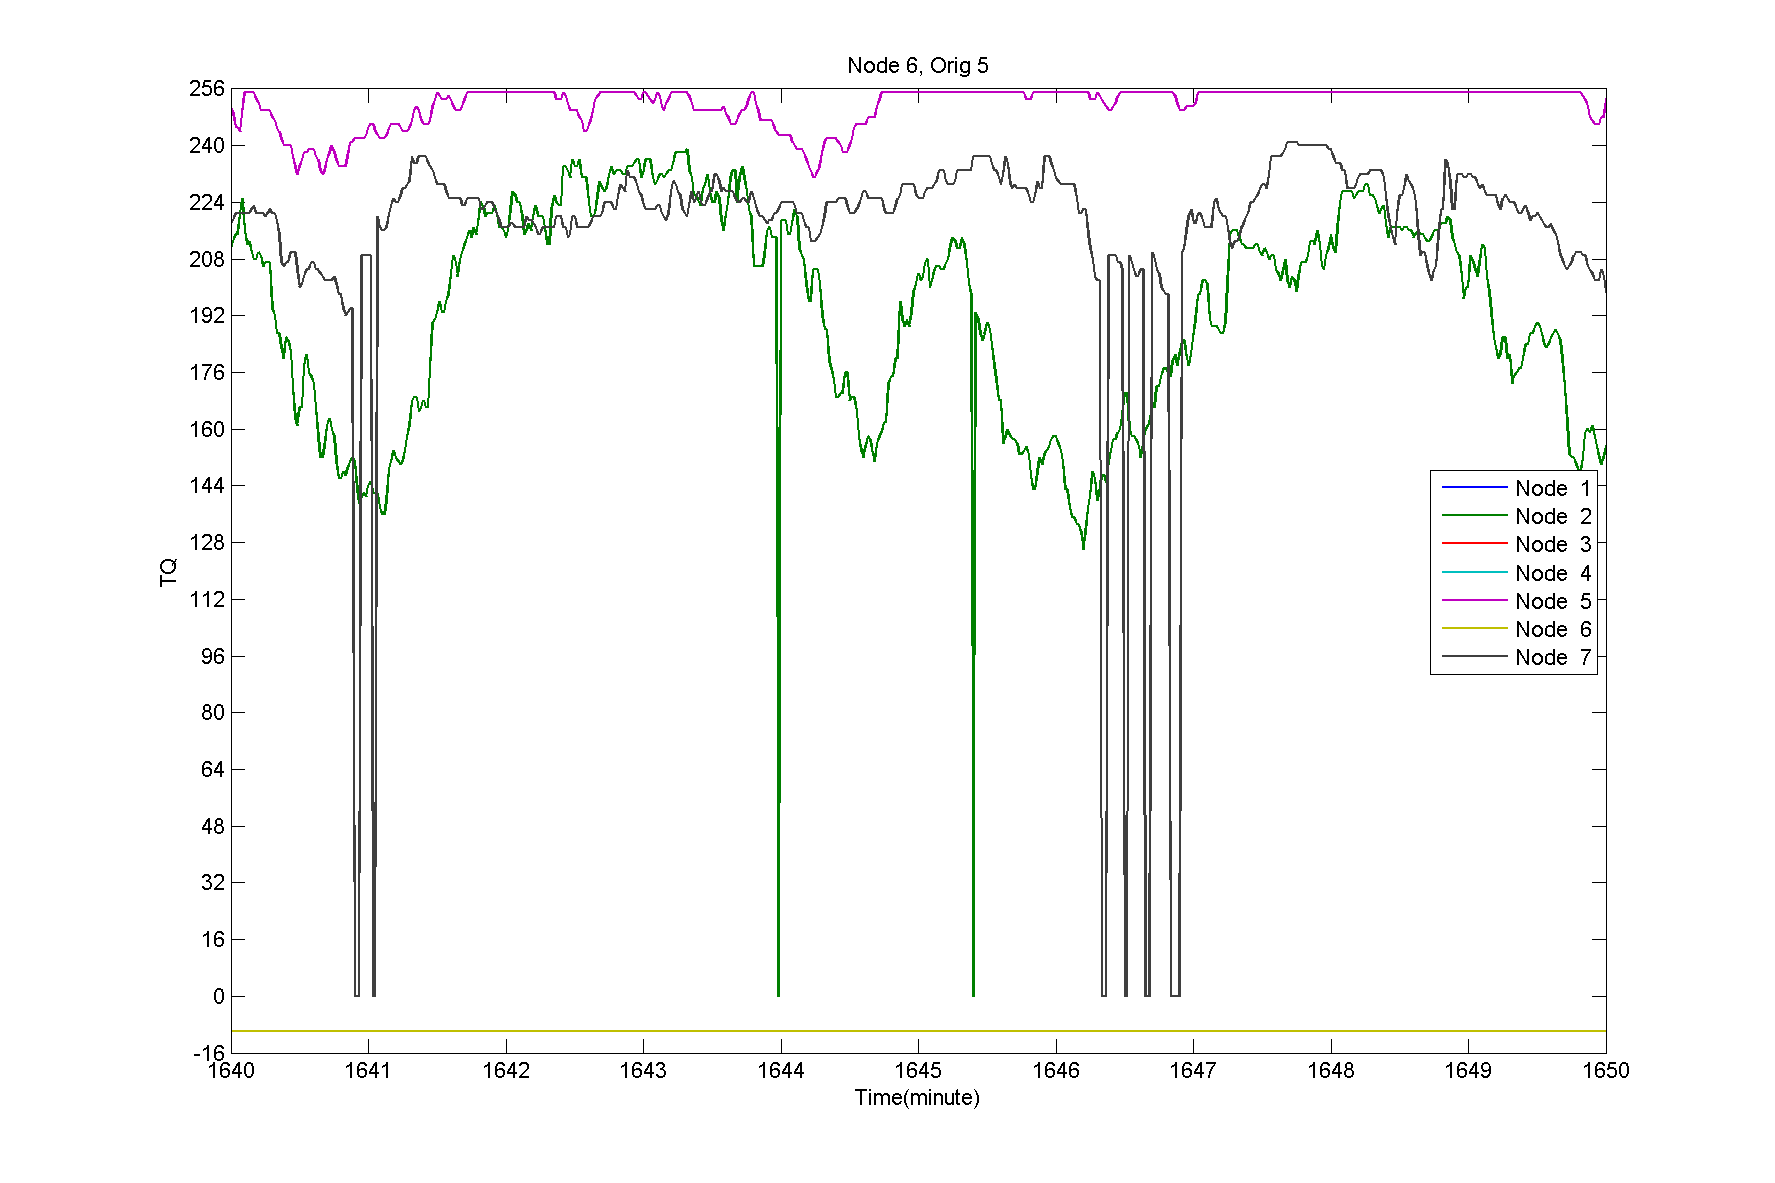 Node 6, Orig 5
256
240
224
208
192
176
160
144
128
112
96
80
64
48
32
16
0
-16
TQ
Node 1
Node 2
Node 3
Node 4
Node 5
Node 6
Node 7
1640 1641 1642 1643 1644 1645 1646 1647 1648 1649 1650
Time(minute)